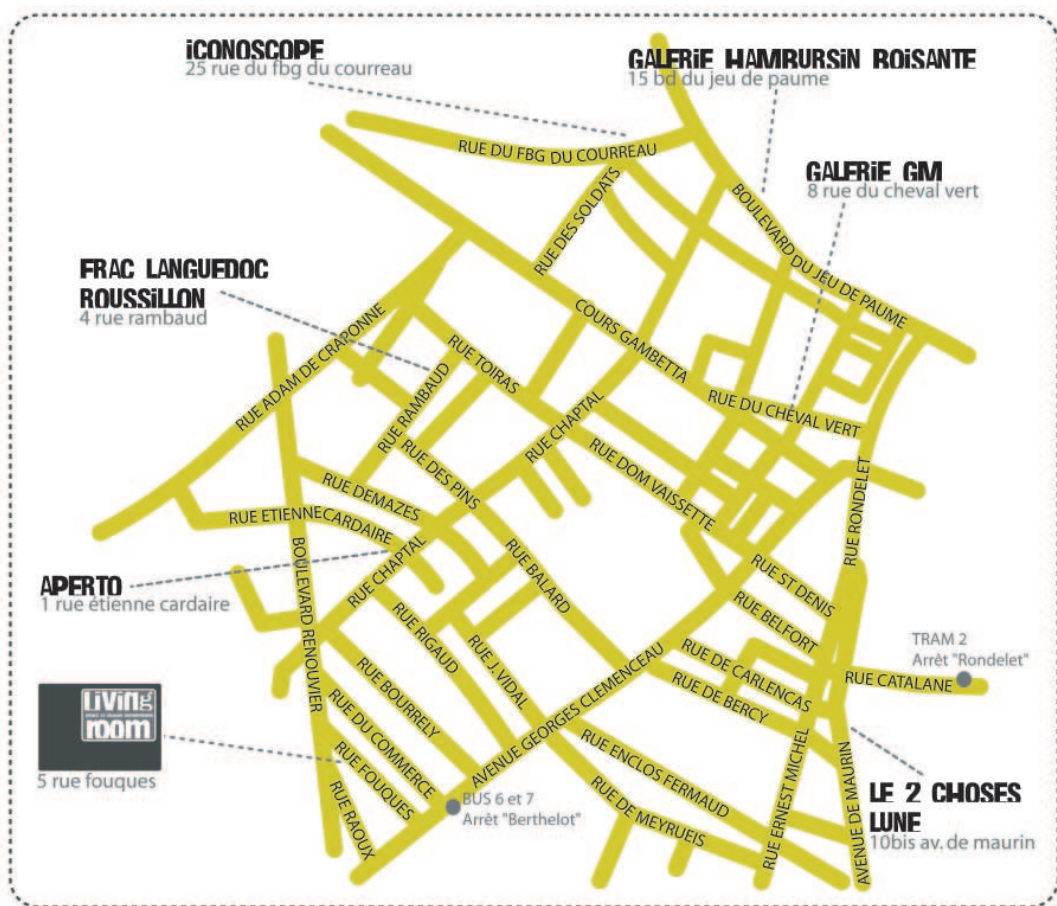 ICONOSCOPE
25 rue du fbg du courreau
GALERIE HAMBURSIN BOISANTE
15 bd du jeu de paume
GALERIE GM
8 rue du cheval vert
FRAC LANGUEDOC
ROUSSILLON
4 rue rambaud
APERTO
1 rue étienne cardaire
LIVING
room
5 rue fouques
LE 2 CHOSES
LUNE
10bis av. de maurin
TRAM 2
Arrêt "Rondelet"
BUS 6 et 7
Arrêt "Berthelot"
RUE DU FBG DU COURREAU
RUE DES SOLDATS
BOULEVARD DU JEU DE PAUME
COURS GAMBETTA
RUE ADAM DE CRAPONNE
RUE TOIRAS
RUE RAMBAUD
RUE CHAPTAL
RUE DU CHEVAL VERT
RUE DES PINS
RUE DOM VAISSETTE
RUE DEMAZES
RUE ETIENNE CARDAIRE
RUE CHAPTAL
RUE RONDELET
BOULEVARD RENOUVIER
RUE BALARD
RUE ST DENIS
RUE BELFORT
RUE RIGAUD
RUE J. VIDAL
RUE DE CARLENCAS
RUE DE BERCY
RUE CATALANE
RUE BOURRELY
RUE DU COMMERCE
RUE FOUQUES
RUE RAOUX
AVENUE GEORGES CLEMENCEAU
RUE ENCLOS FERMAUD
RUE DE MEYRUEIS
RUE ERNEST MICHEL
AVENUE DE MAURIN